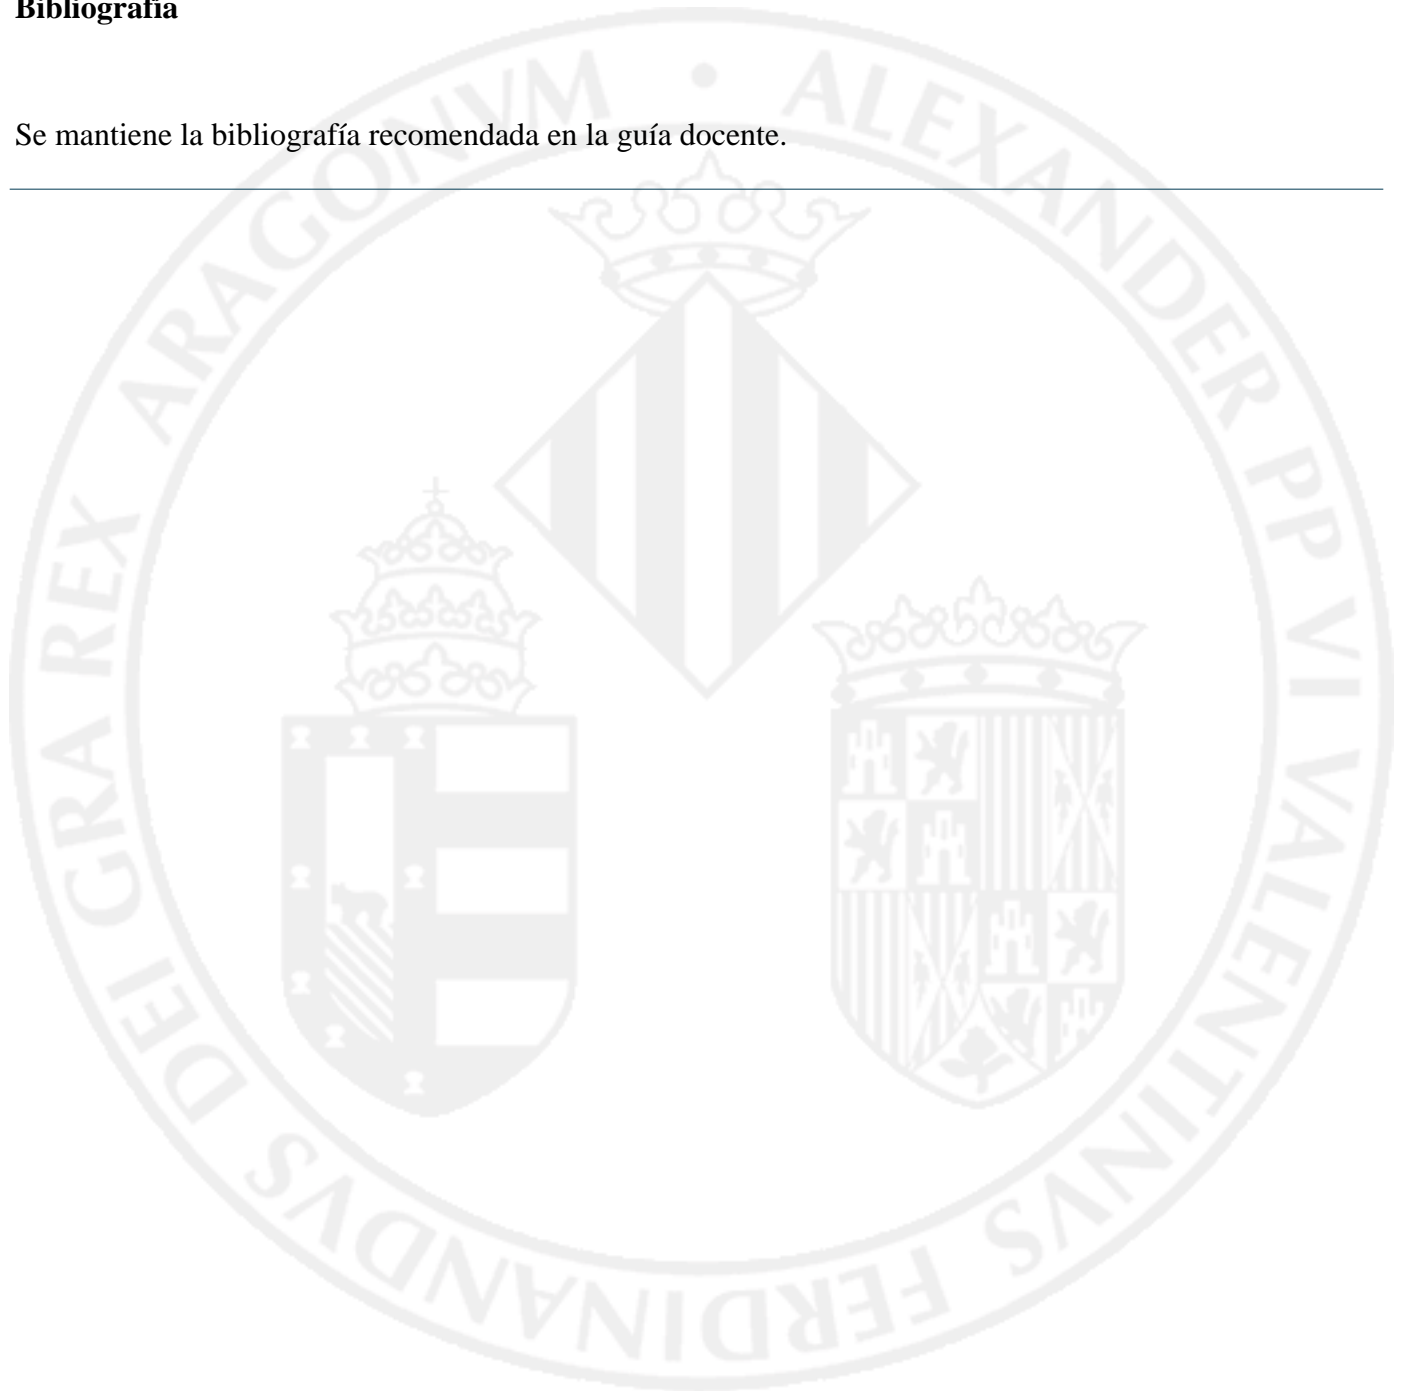 Bibliografía
Se mantiene la bibliografía recomendada en la guía docente.
ALEXANDER PP VI VALENTINVS FERDINANDVS DEI GRA REX ARAGONVM